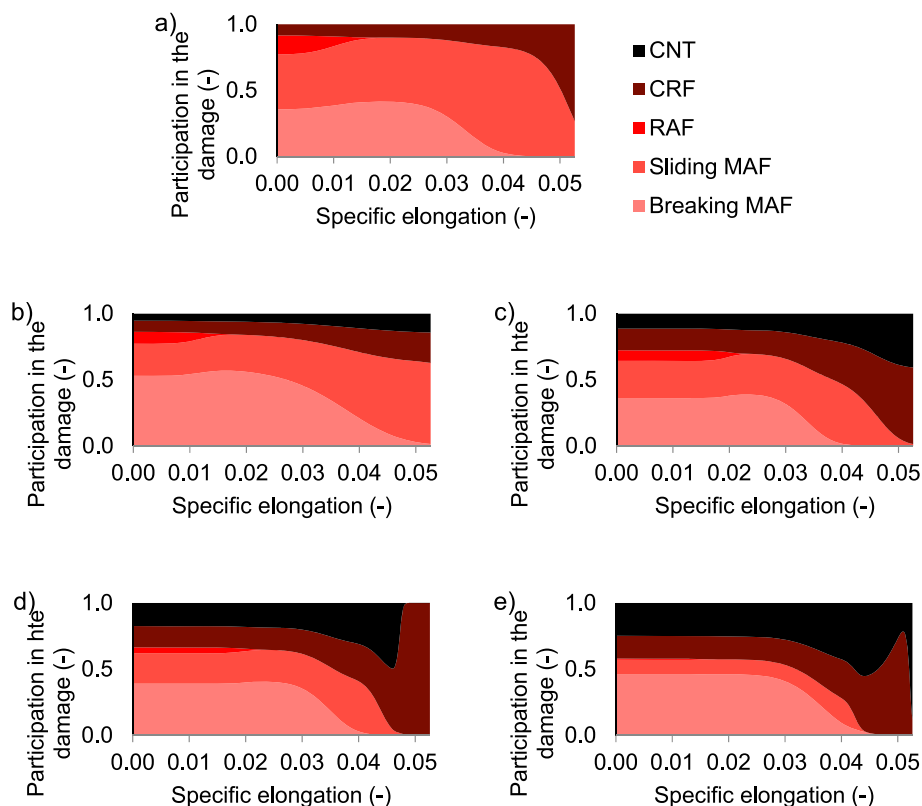 a)
Participation in the
damage (-)
1.0
0.5
0.0
0.00 0.01 0.02 0.03 0.04 0.05
Specific elongation (-)
CNT
CRF
RAF
Sliding MAF
Breaking MAF
b)
Participation in the
damage (-)
1.0
0.5
0.0
0.00 0.01 0.02 0.03 0.04 0.05
Specific elongation (-)
c)
Participation in hte
damage (-)
1.0
0.5
0.0
0.00 0.01 0.02 0.03 0.04 0.05
Specific elongation (-)
d)
Participation in hte
damage (-)
1.0
0.5
0.0
0.00 0.01 0.02 0.03 0.04 0.05
Specific elongation (-)
e)
Participation in the
damage (-)
1.0
0.5
0.0
0.00 0.01 0.02 0.03 0.04 0.05
Specific elongation (-)